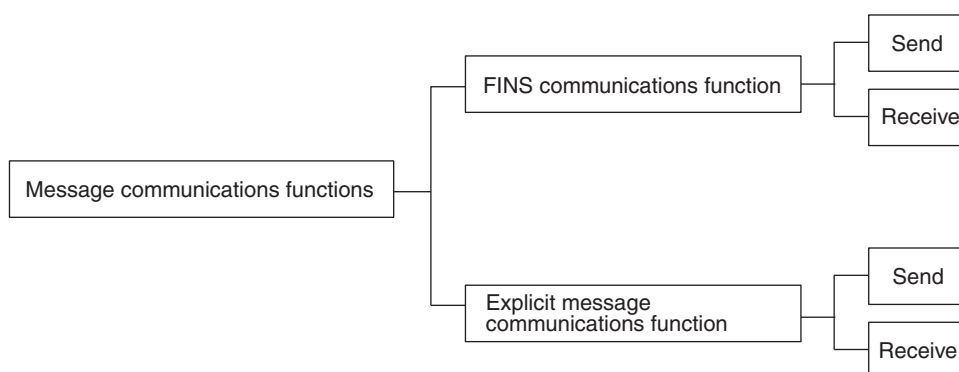 Send
FINS communications function
Receive
Message communications functions
Send
Explicit message
communications function
Receive